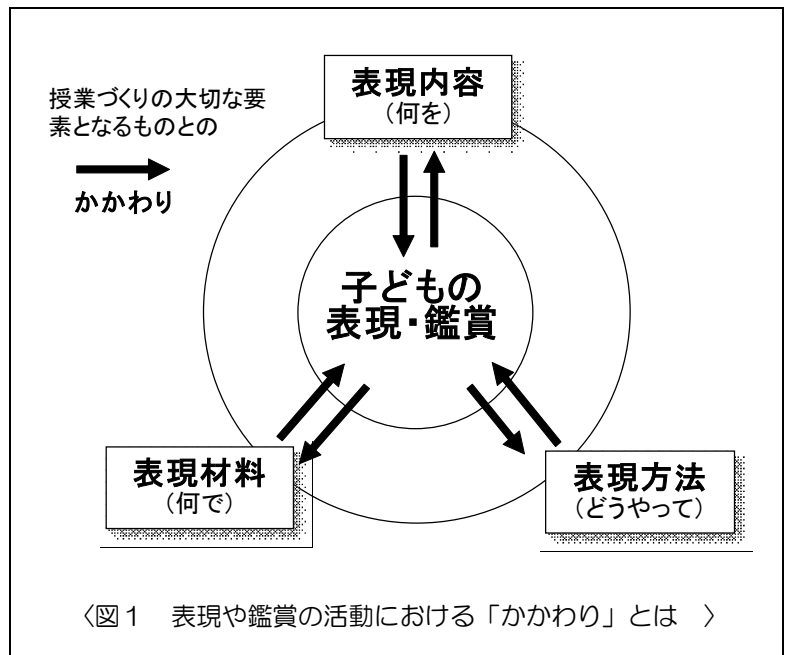 表現内容
(何を)
授業づくりの大切な要
素となるものとの
かかわり
子どもの
表現・鑑賞
表現材料
(何で)
表現方法
(どうやって)
〈図1　表現や鑑賞の活動における「かかわり」とは　〉